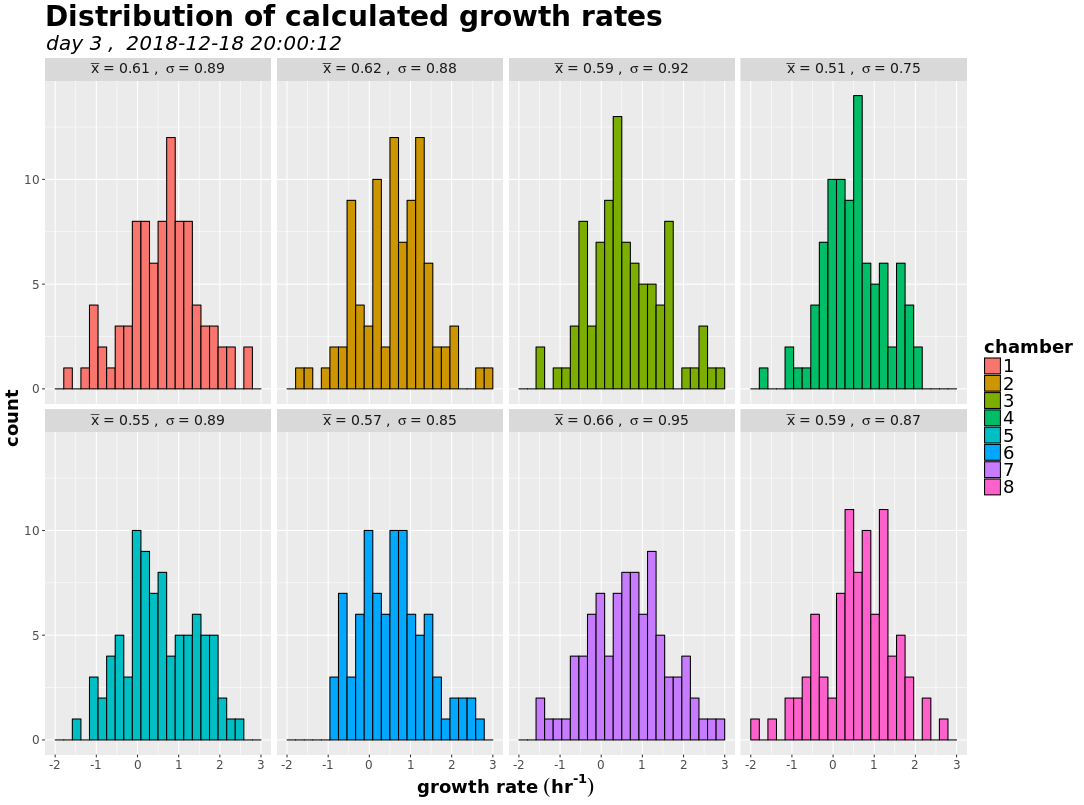 Distribution of calculated growth rates
day 3 , 2018-12-18 20:00:12
x̅ = 0.61 , σ = 0.89
x̅ = 0.62 , σ = 0.88
x̅ = 0.59 , σ = 0.92
x̅ = 0.51 , σ = 0.75
10
5
0
x̅ = 0.55 , σ = 0.89
x̅ = 0.57 , σ = 0.85
x̅ = 0.66 , σ = 0.95
x̅ = 0.59 , σ = 0.87
10
5
0
-2 -1 0 1 2 3
-2 -1 0 1 2 3
-2 -1 0 1 2 3
-2 -1 0 1 2 3
count
growth rate (hr⁻¹)
chamber
1
2
3
4
5
6
7
8